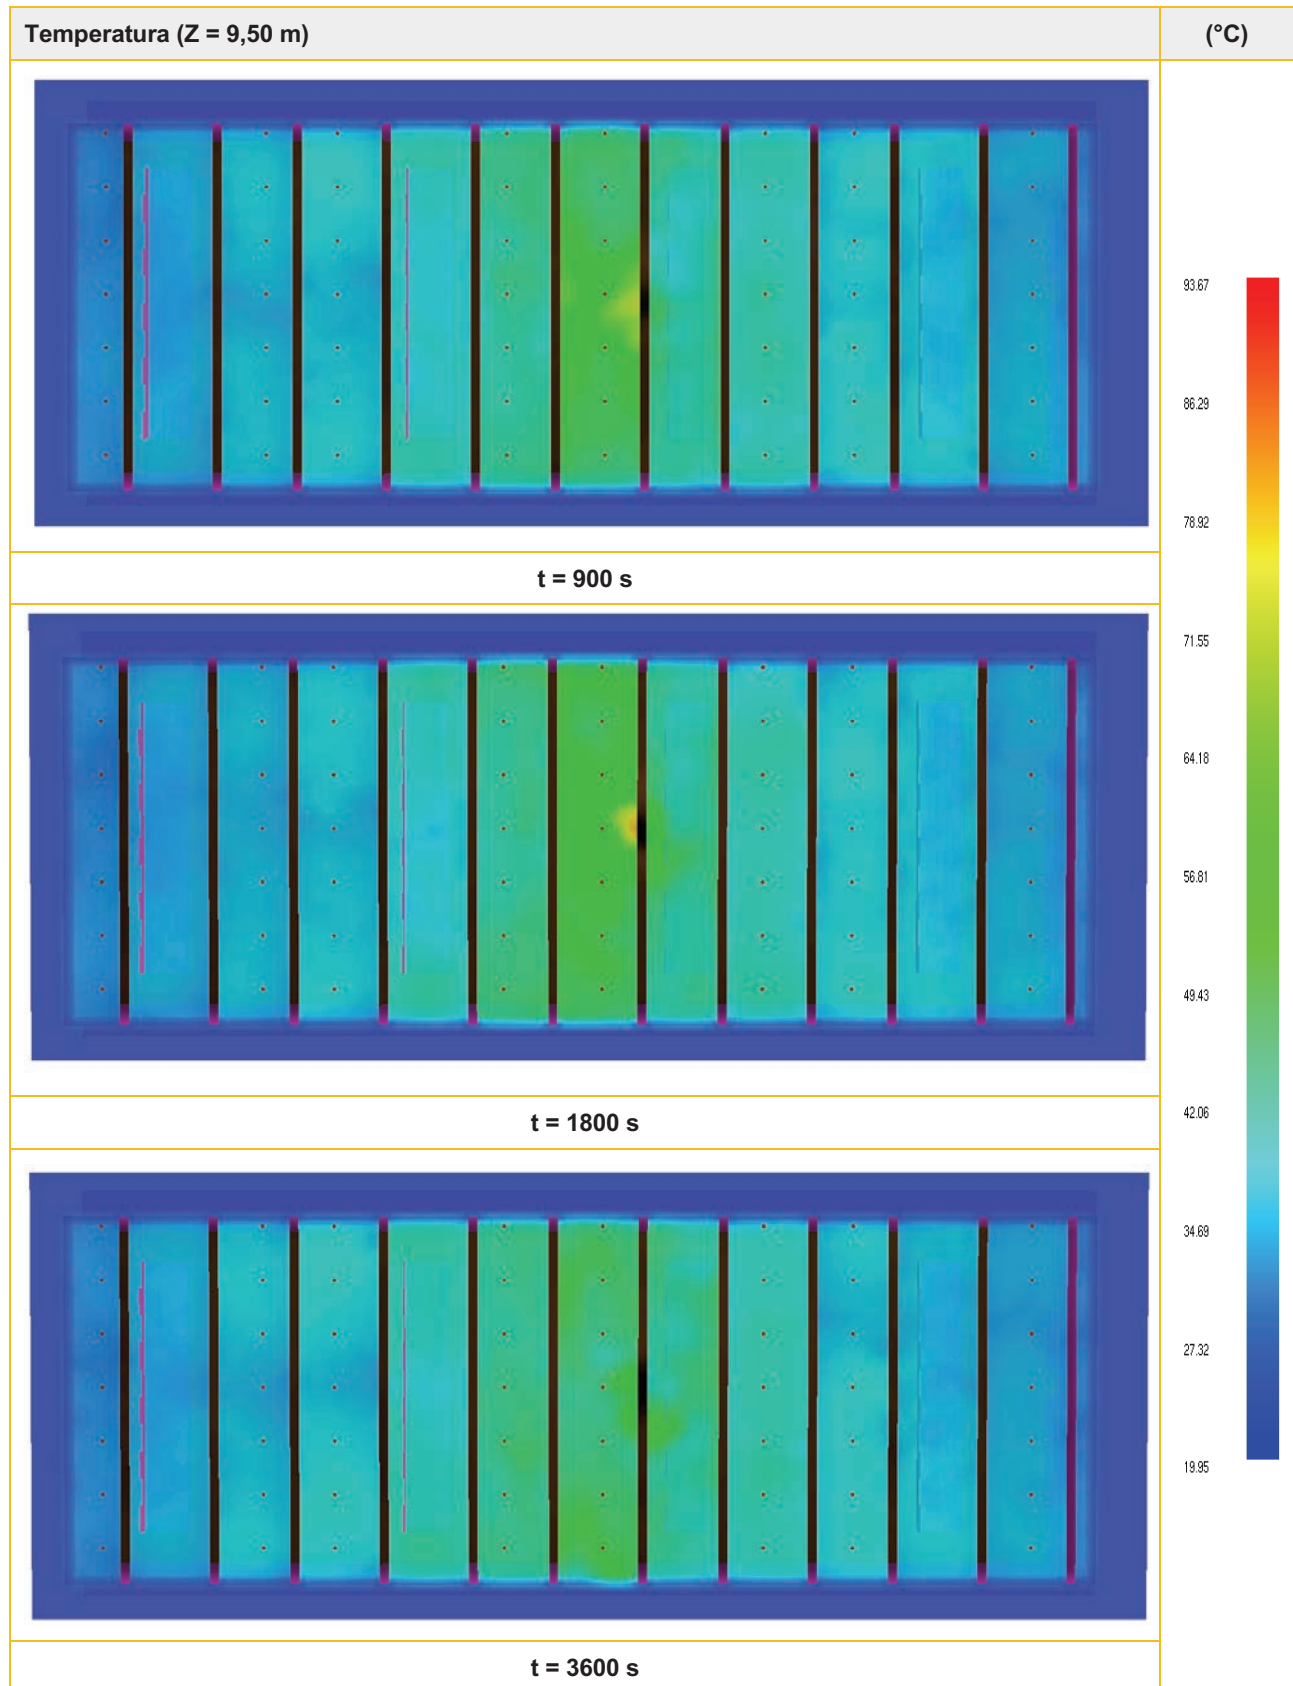 Temperatura (Z = 9,50 m)
(°C)
t = 900 s
t = 1800 s
t = 3600 s
93.67
86.29
78.92
71.55
64.18
56.81
49.43
42.06
34.69
27.32
19.95